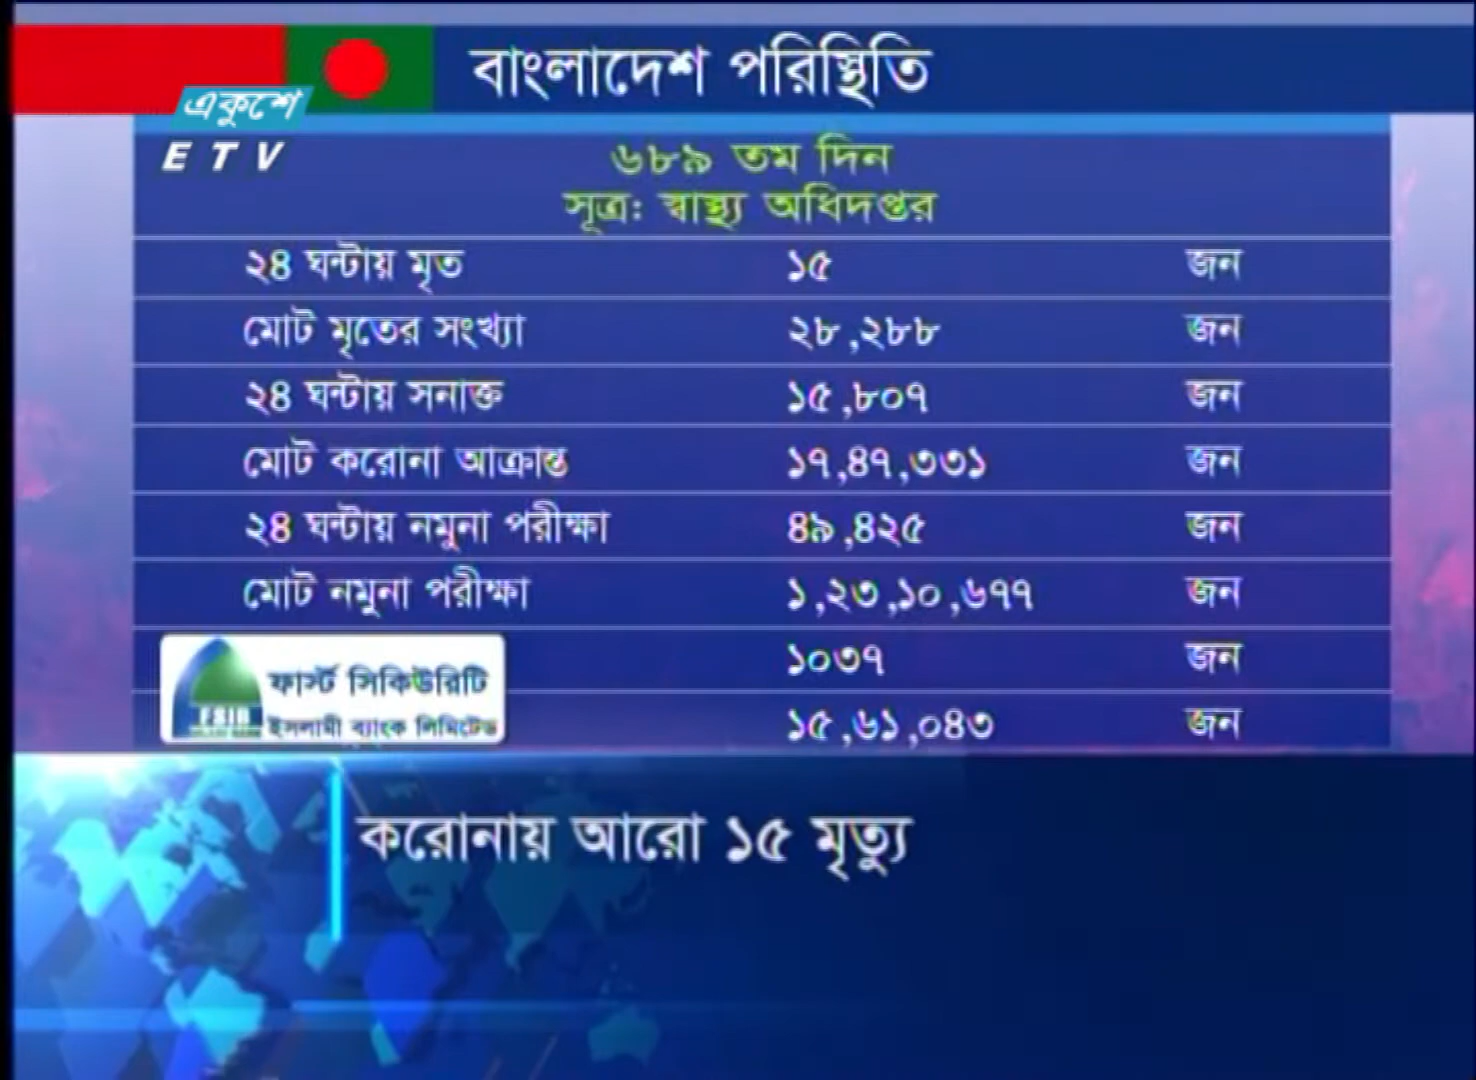 বাংলাদেশ পরিস্থিতি
একুশে
ETV
৬৮৯ তম দিন
সূত্রঃ স্বাস্থ্য অধিদপ্তর
২৪ ঘন্টায় মৃত ১৫ জন
মোট মৃতের সংখ্যা ২৮,২৮৮ জন
২৪ ঘন্টায় সনাক্ত ১৫,৮০৭ জন
মোট করোনা আক্রান্ত ১৭,৪৭,৩৩১ জন
২৪ ঘন্টায় নমুনা পরীক্ষা ৪৯,৪২৫ জন
মোট নমুনা পরীক্ষা ১,২৩,১০,৬৭৭ জন
১০৩৭ জন
১৫,৬১,০৪৩ জন
ফার্স্ট সিকিউরিটি
FSIB
ইসলামী ব্যাংক লিমিটেড
করোনায় আরো ১৫ মৃত্যু